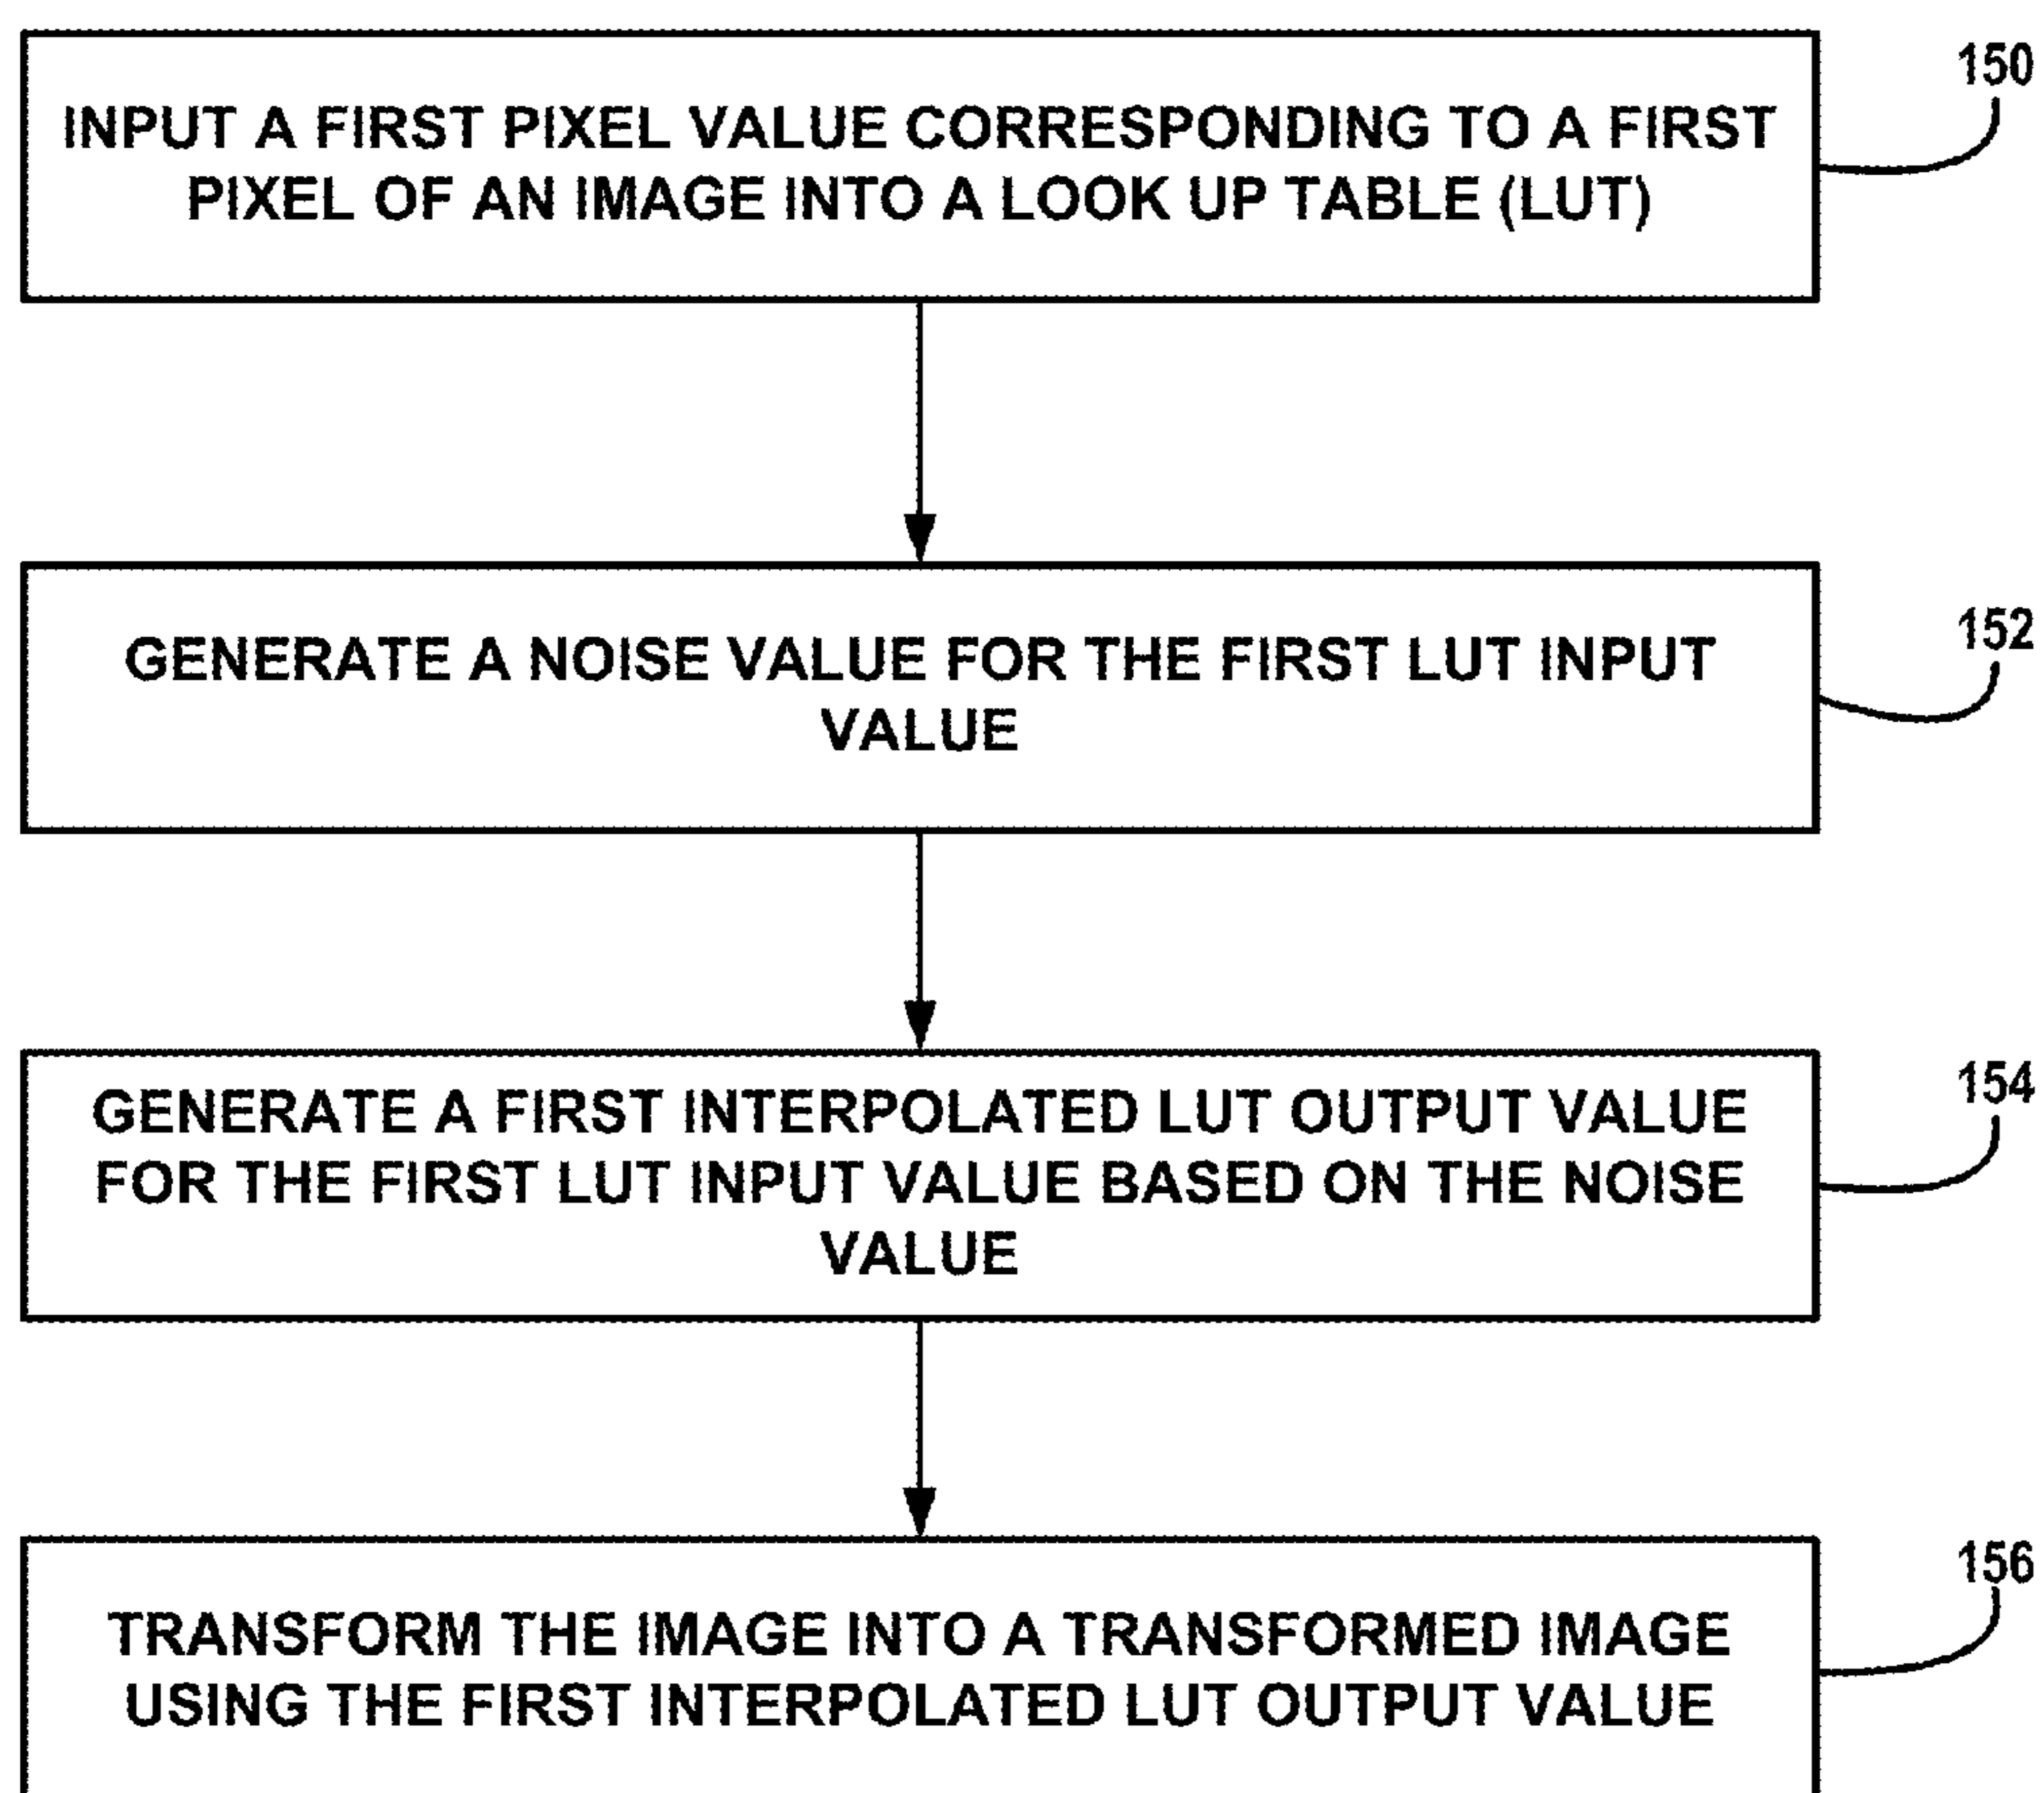 150
INPUT A FIRST PIXEL VALUE CORRESPONDING TO A FIRST
PIXEL OF AN IMAGE INTO A LOOK UP TABLE (LUT)
152
GENERATE A NOISE VALUE FOR THE FIRST LUT INPUT
VALUE
154
GENERATE A FIRST INTERPOLATED LUT OUTPUT VALUE
FOR THE FIRST LUT INPUT VALUE BASED ON THE NOISE
VALUE
156
TRANSFORM THE IMAGE INTO A TRANSFORMED IMAGE
USING THE FIRST INTERPOLATED LUT OUTPUT VALUE